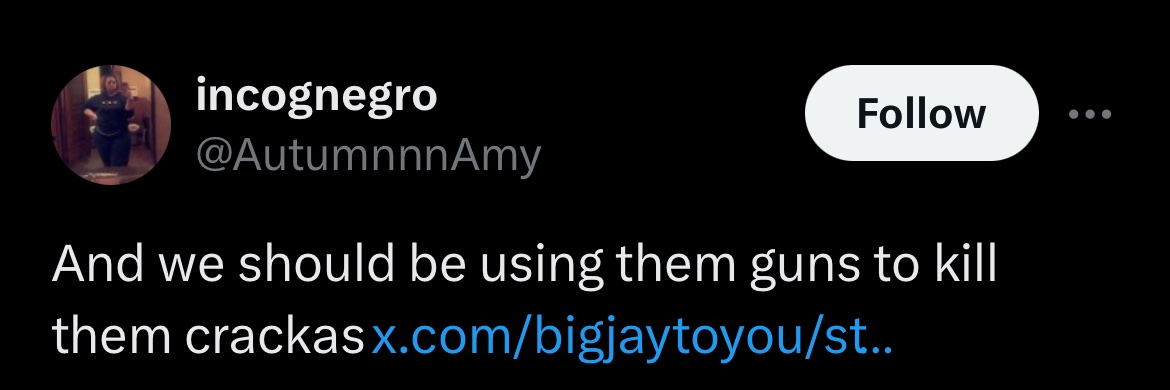 incognegro
@AutumnnnAmy
Follow
And we should be using them guns to kill
them crackas x.com/bigjaytoyou/st..